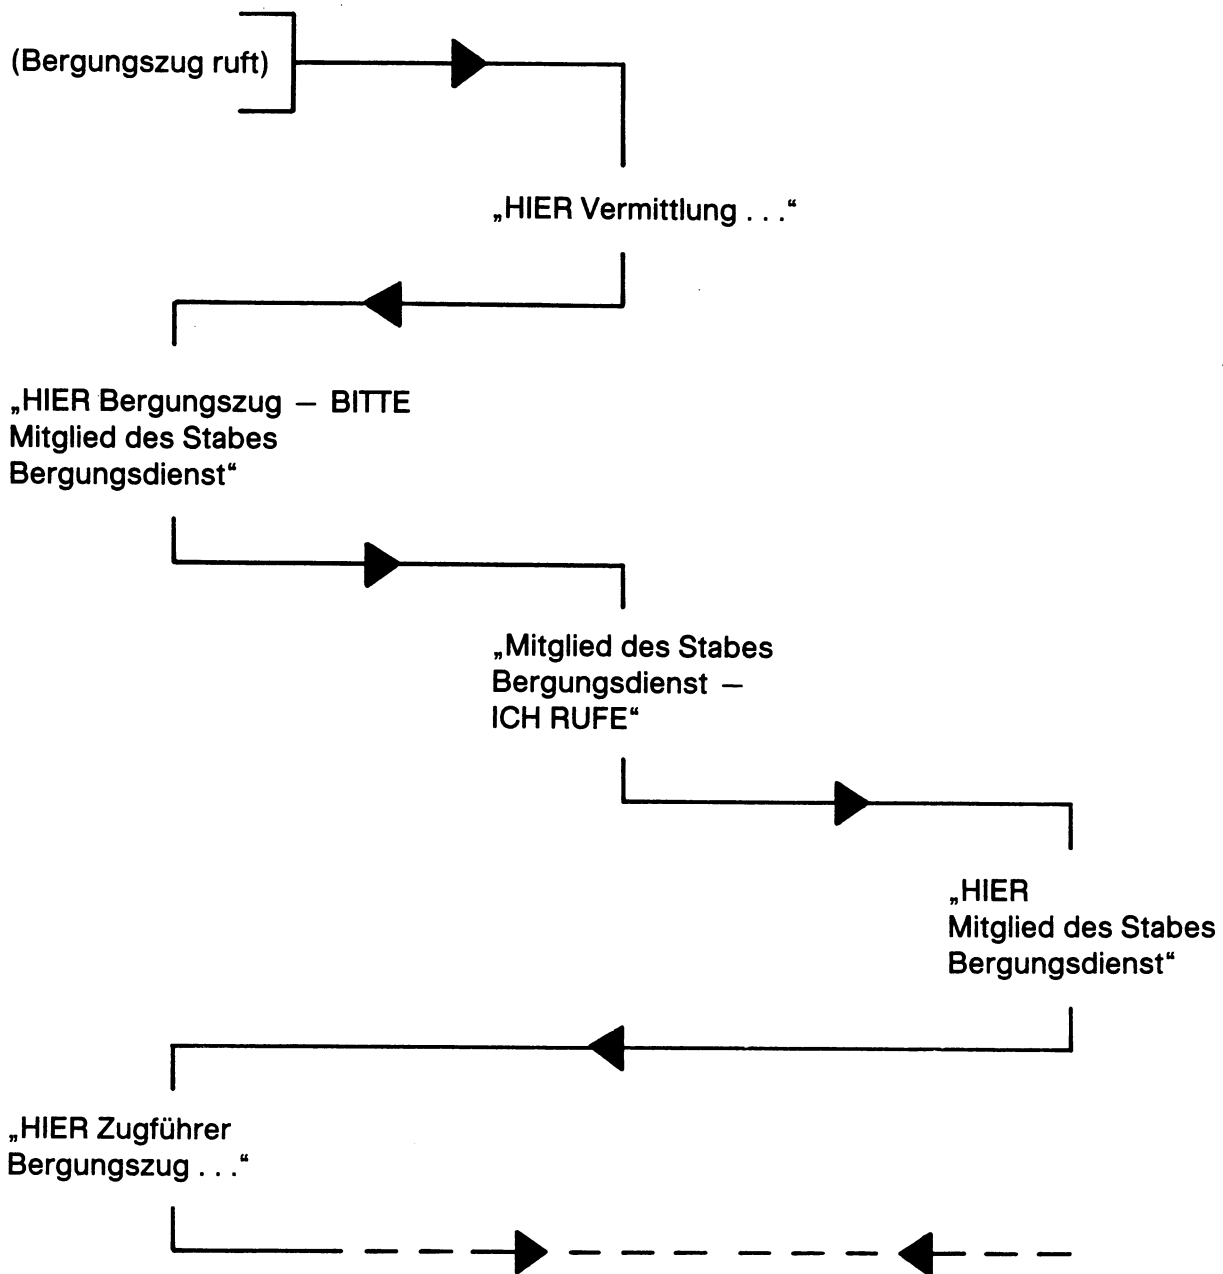 (Bergungszug ruft)
„HIER Vermittlung . . .“
„HIER Bergungszug — BITTE
Mitglied des Stabes
Bergungsdienst“
„Mitglied des Stabes
Bergungsdienst —
ICH RUFE“
„HIER
Mitglied des Stabes
Bergungsdienst“
„HIER Zugführer
Bergungszug . . .“